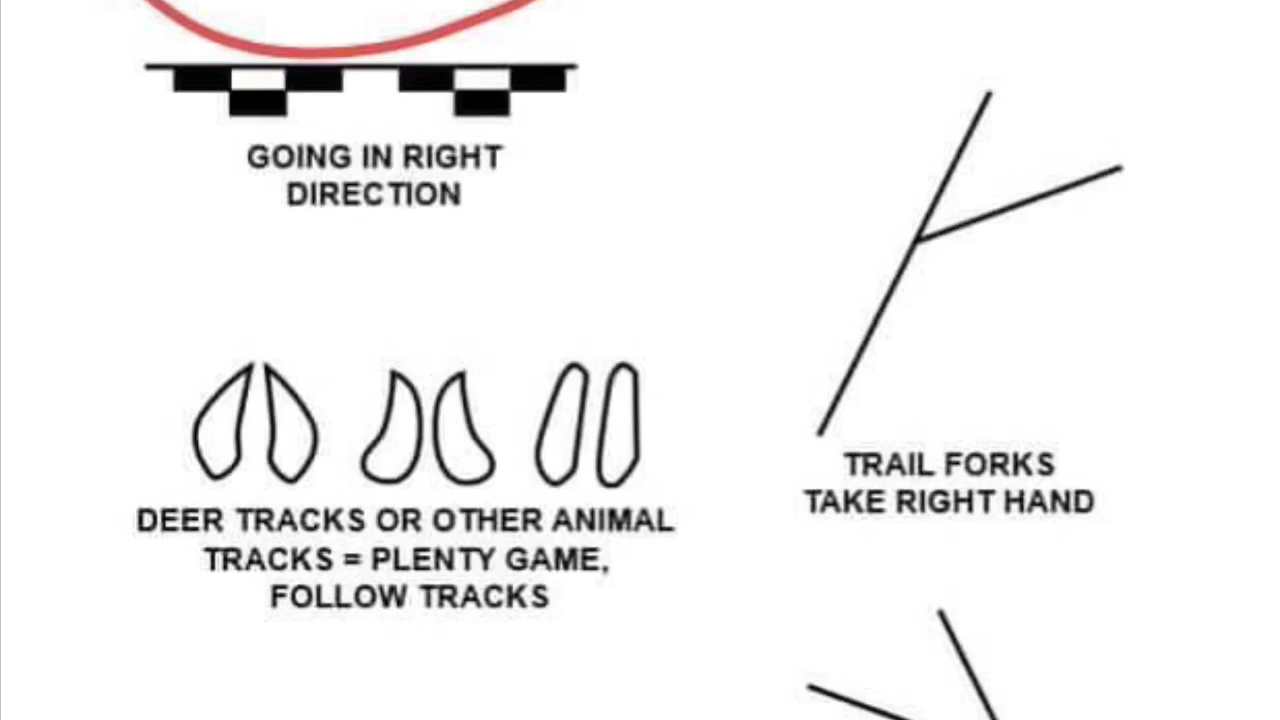 GOING IN RIGHT
DIRECTION
DEER TRACKS OR OTHER ANIMAL
TRACKS = PLENTY GAME,
FOLLOW TRACKS
TRAIL FORKS
TAKE RIGHT HAND